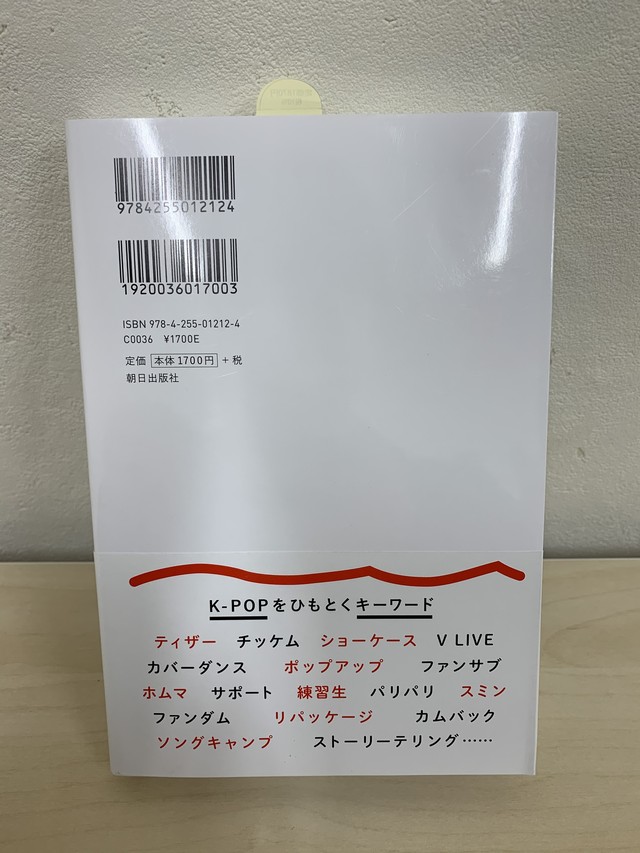 9784255012124
1920036017003
ISBN 978-4-255-01212-4
C0036 ¥1700E
定価 本体 1700円 + 税
朝日出版社
K-POPをひもとくキーワード
ティザー チッケム ショーケース V LIVE
カバーダンス ポップアップ ファンサブ
ホムマ サポート 練習生 パリパリ スミン
ファンダム リパッケージ カムバック
ソングキャンプ ストーリーテリング……